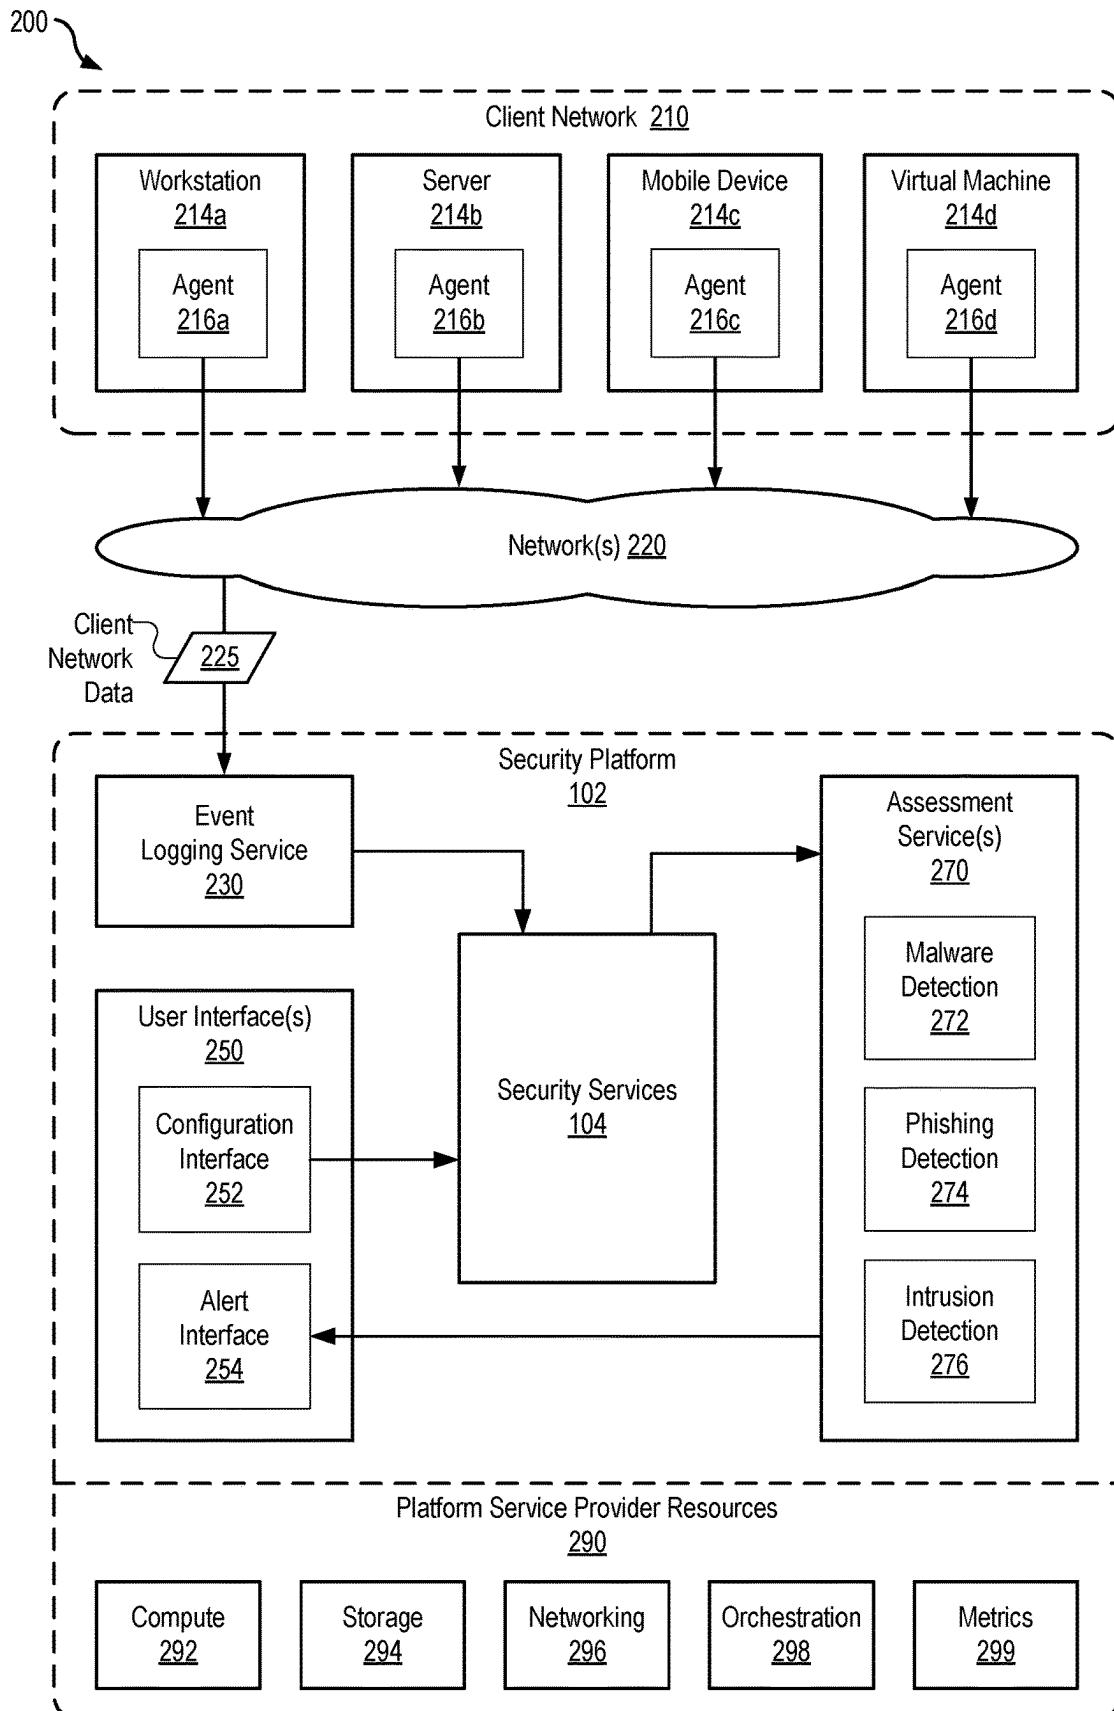 200
Client Network 210
Workstation
214a
Agent
216a
Server
214b
Agent
216b
Mobile Device
214c
Agent
216c
Virtual Machine
214d
Agent
216d
Network(s) 220
Client
Network
Data
225
Security Platform
102
Event
Logging Service
230
Assessment
Service(s)
270
Malware
Detection
272
Phishing
Detection
274
Intrusion
Detection
276
User Interface(s)
250
Configuration
Interface
252
Alert
Interface
254
Security Services
104
Platform Service Provider Resources
290
Compute
292
Storage
294
Networking
296
Orchestration
298
Metrics
299